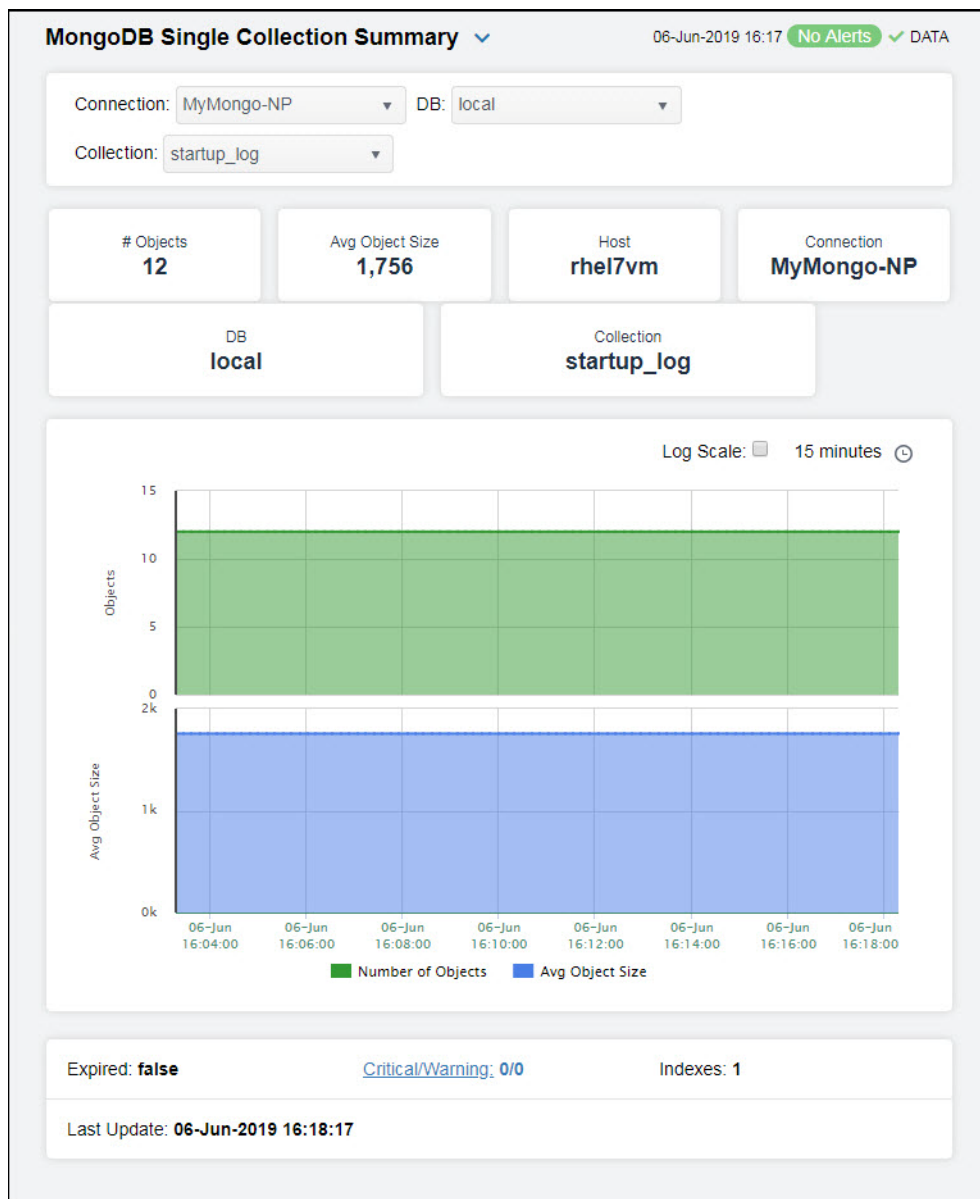 MongoDB Single Collection Summary 06-Jun-2019 16:17 No Alerts DATA
Connection: MyMongo-NP DB: local
Collection: startup_log
# Objects Avg Object Size Host Connection
12 1,756 rhel7vm MyMongo-NP
DB Collection
local startup_log
Log Scale: 15 minutes
15
10
5
0
Objects
2k
1k
0k
Avg Object Size
06-Jun 06-Jun 06-Jun 06-Jun 06-Jun 06-Jun 06-Jun 06-Jun
16:04:00 16:06:00 16:08:00 16:10:00 16:12:00 16:14:00 16:16:00 16:18:00
Number of Objects Avg Object Size
Expired: false Critical/Warning: 0/0 Indexes: 1
Last Update: 06-Jun-2019 16:18:17